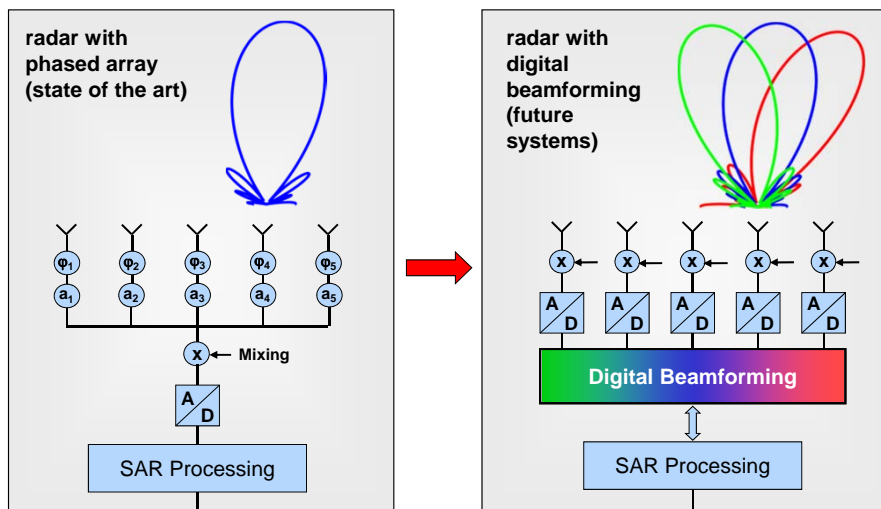 radar with
phased array
(state of the art)
φ1 φ2 φ3 φ4 φ5
a1 a2 a3 a4 a5
x Mixing
A
D
SAR Processing
radar with
digital
beamforming
(future
systems)
x x x x x
A A A A A
D D D D D
Digital Beamforming
SAR Processing